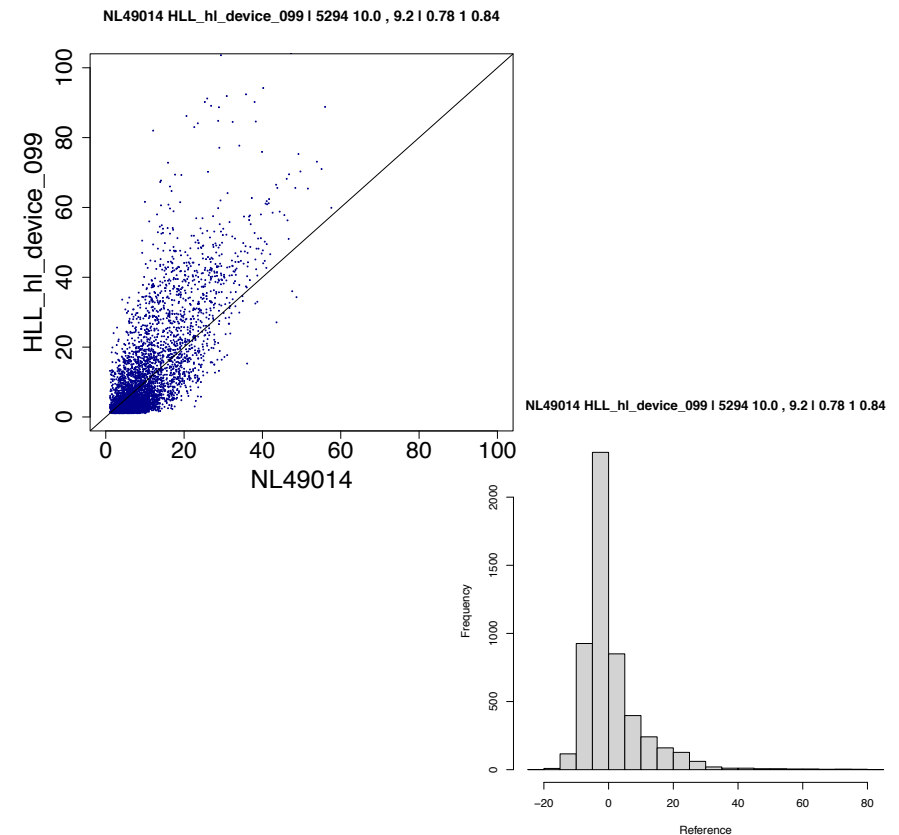 NL49014 HLL_hl_device_099 | 5294 10.0 , 9.2 | 0.78 1 0.84
100
80
60
40
20
0
HLL_hl_device_099
0 20 40 60 80 100
NL49014
NL49014 HLL_hl_device_099 | 5294 10.0 , 9.2 | 0.78 1 0.84
2000
1500
1000
500
0
Frequency
−20 0 20 40 60 80
Reference